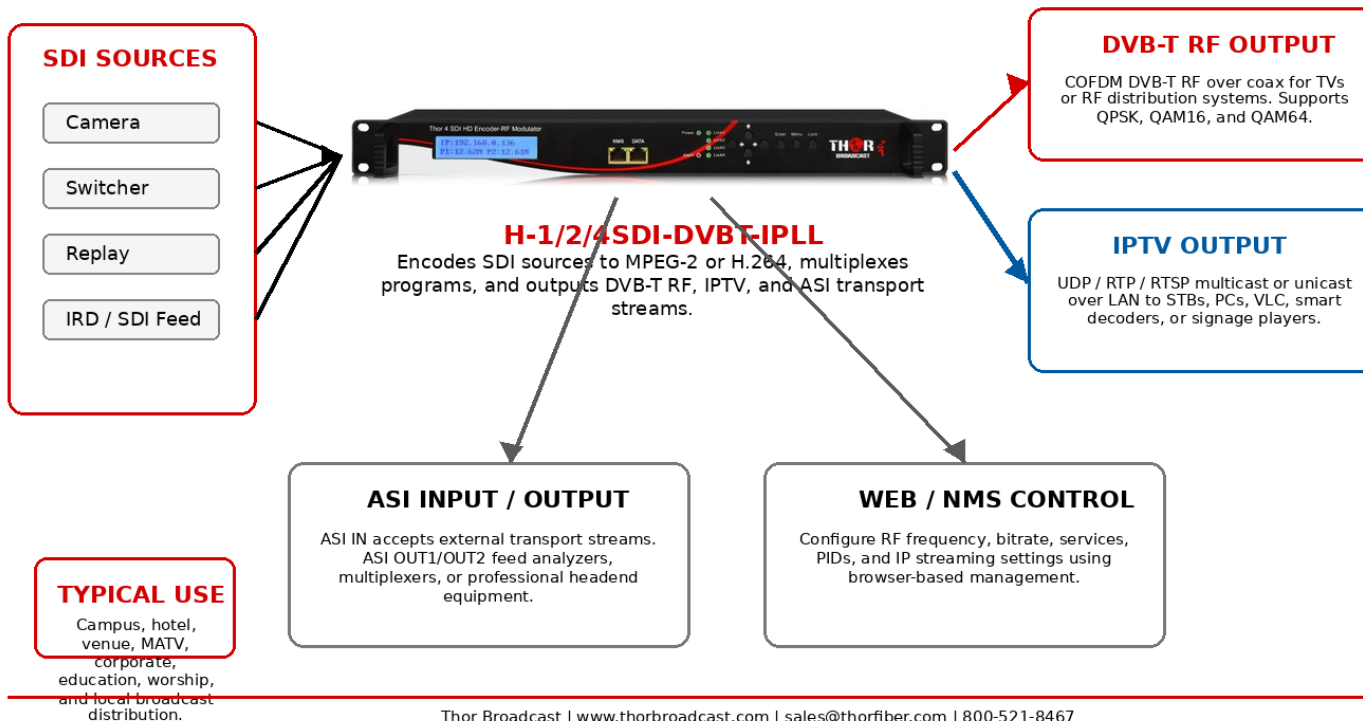 SDI SOURCES
Camera
Switcher
Replay
IRD / SDI Feed
Thor 4 SDI HD Encoder-RF Modulator
IP:192.168.0.136
P1:12.62M P2:12.61M
NMS DATA
Power
Lock1
Lock2
Lock3
Lock4
Enter Menu Lock
THOR
BROADCAST
H-1/2/4SDI-DVBT-IPLL
Encodes SDI sources to MPEG-2 or H.264, multiplexes
programs, and outputs DVB-T RF, IPTV, and ASI transport
streams.
DVB-T RF OUTPUT
COFDM DVB-T RF over coax for TVs
or RF distribution systems. Supports
QPSK, QAM16, and QAM64.
IPTV OUTPUT
UDP / RTP / RTSP multicast or unicast
over LAN to STBs, PCs, VLC, smart
decoders, or signage players.
ASI INPUT / OUTPUT
ASI IN accepts external transport streams.
ASI OUT1/OUT2 feed analyzers,
multiplexers, or professional headend
equipment.
WEB / NMS CONTROL
Configure RF frequency, bitrate, services,
PIDs, and IP streaming settings using
browser-based management.
TYPICAL USE
Campus, hotel,
venue, MATV,
corporate,
education, worship,
and local broadcast
distribution.
Thor Broadcast | www.thorbroadcast.com | sales@thorfiber.com | 800-521-8467